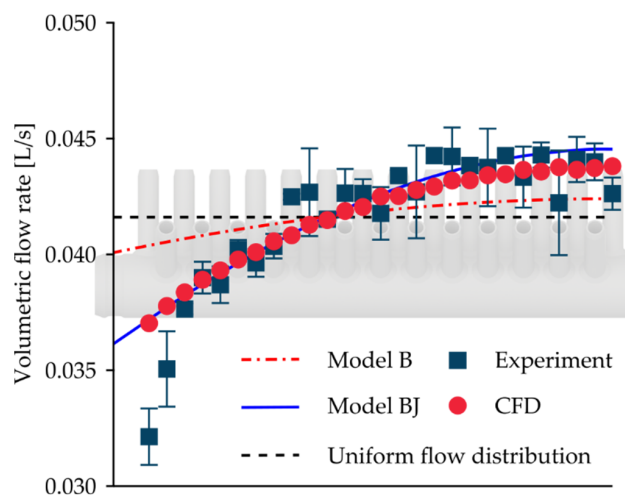 0.050
0.045
0.040
0.035
0.030
Volumetric flow rate [L/s]
Model B
Experiment
Model BJ
CFD
Uniform flow distribution